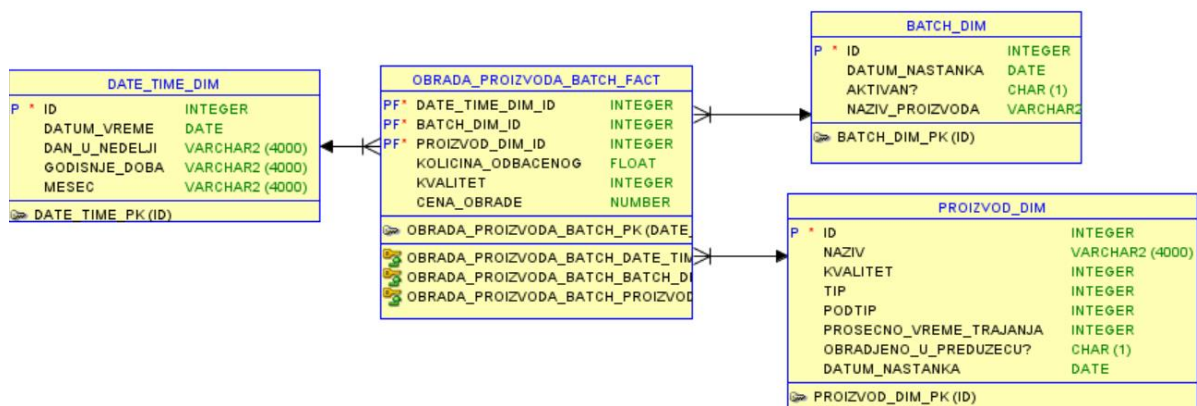 DATE_TIME_DIM
P * ID INTEGER
DATUM_VREME DATE
DAN_U_NEDELJI VARCHAR2 (4000)
GODISNJE_DOBA VARCHAR2 (4000)
MESEC VARCHAR2 (4000)
DATE_TIME_PK (ID)
OBRADA_PROIZVODA_BATCH_FACT
PF* DATE_TIME_DIM_ID INTEGER
PF* BATCH_DIM_ID INTEGER
PF* PROIZVOD_DIM_ID INTEGER
KOLICINA_ODBACENOG FLOAT
KVALITET INTEGER
CENA_OBRADE NUMBER
OBRADA_PROIZVODA_BATCH_PK (DATE_
OBRADA_PROIZVODA_BATCH_DATE_TIM
OBRADA_PROIZVODA_BATCH_BATCH_DI
OBRADA_PROIZVODA_BATCH_PROIZVOD
BATCH_DIM
P * ID INTEGER
DATUM_NASTANKA DATE
AKTIVAN? CHAR (1)
NAZIV_PROIZVODA VARCHAR2
BATCH_DIM_PK (ID)
PROIZVOD_DIM
P * ID INTEGER
NAZIV VARCHAR2 (4000)
KVALITET INTEGER
TIP INTEGER
PODTIP INTEGER
PROSECNO_VREME_TRAJANJA INTEGER
OBRADJENO_U_PREDUZECU? CHAR (1)
DATUM_NASTANKA DATE
PROIZVOD_DIM_PK (ID)